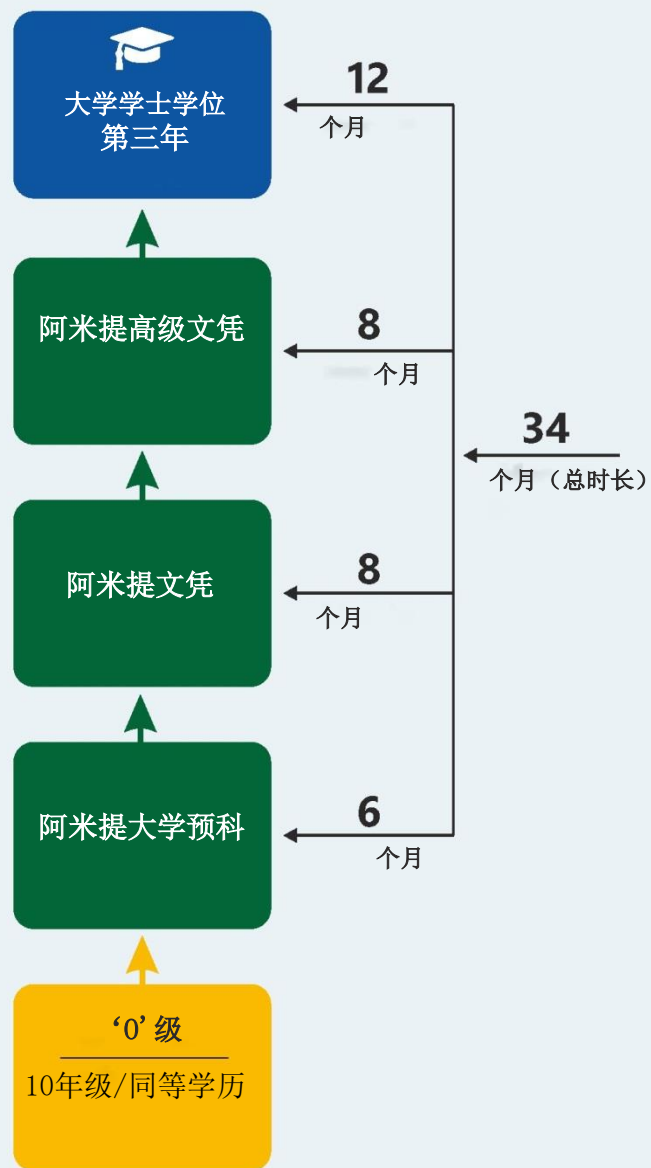 大学学士学位
第三年
12
个月
阿米提高级文凭
8
个月
34
个月（总时长）
阿米提文凭
8
个月
阿米提大学预科
6
个月
‘0’级
10年级/同等学历